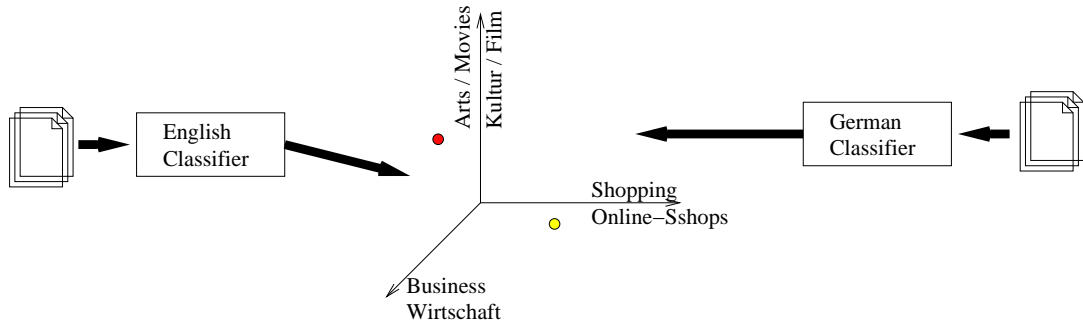 English
Classifier
Arts / Movies
Kultur / Film
German
Classifier
Shopping
Online−Sshops
Business
Wirtschaft